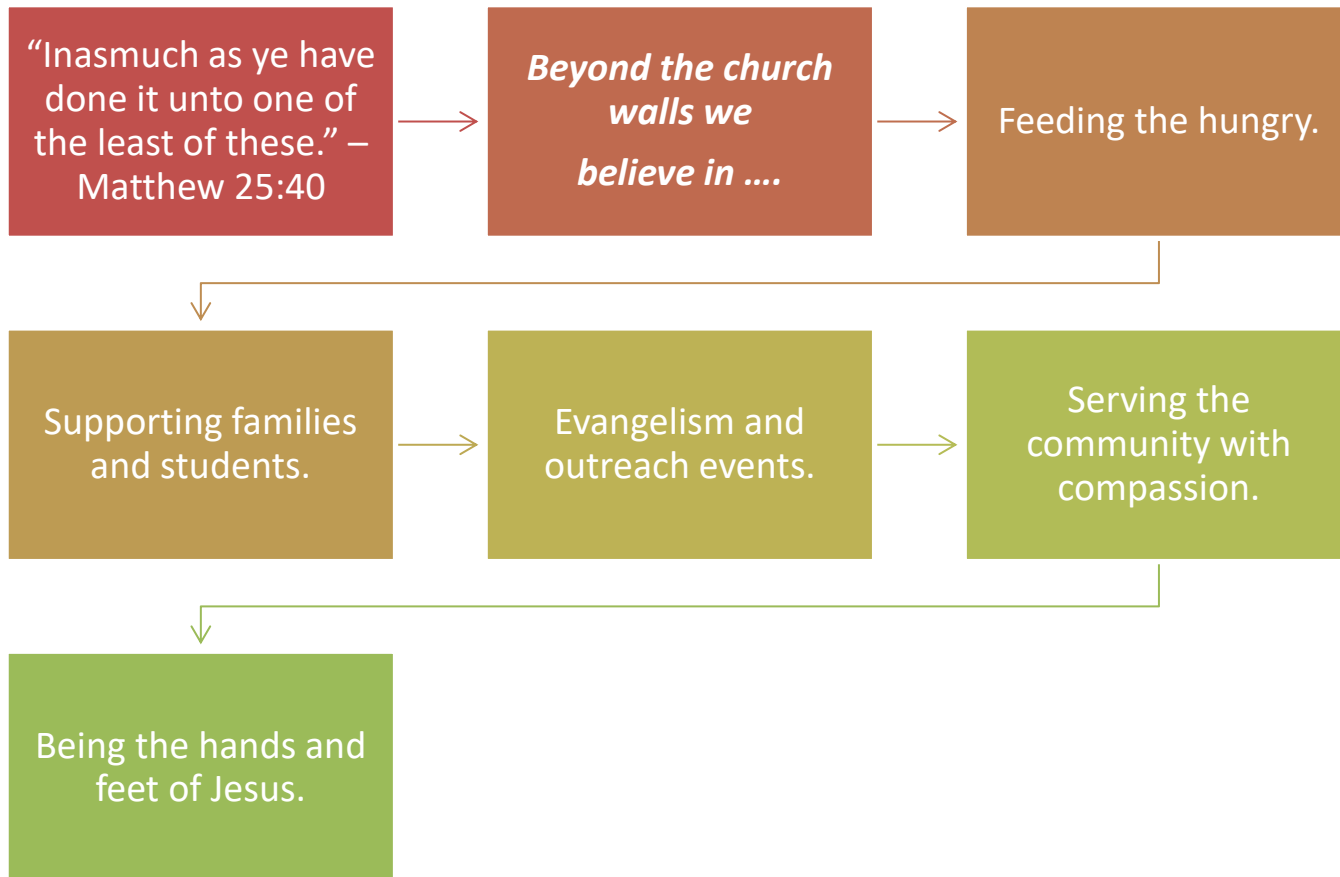 “Inasmuch as ye have
done it unto one of
the least of these.” –
Matthew 25:40
Beyond the church
walls we
believe in ....
Feeding the hungry.
Supporting families
and students.
Evangelism and
outreach events.
Serving the
community with
compassion.
Being the hands and
feet of Jesus.